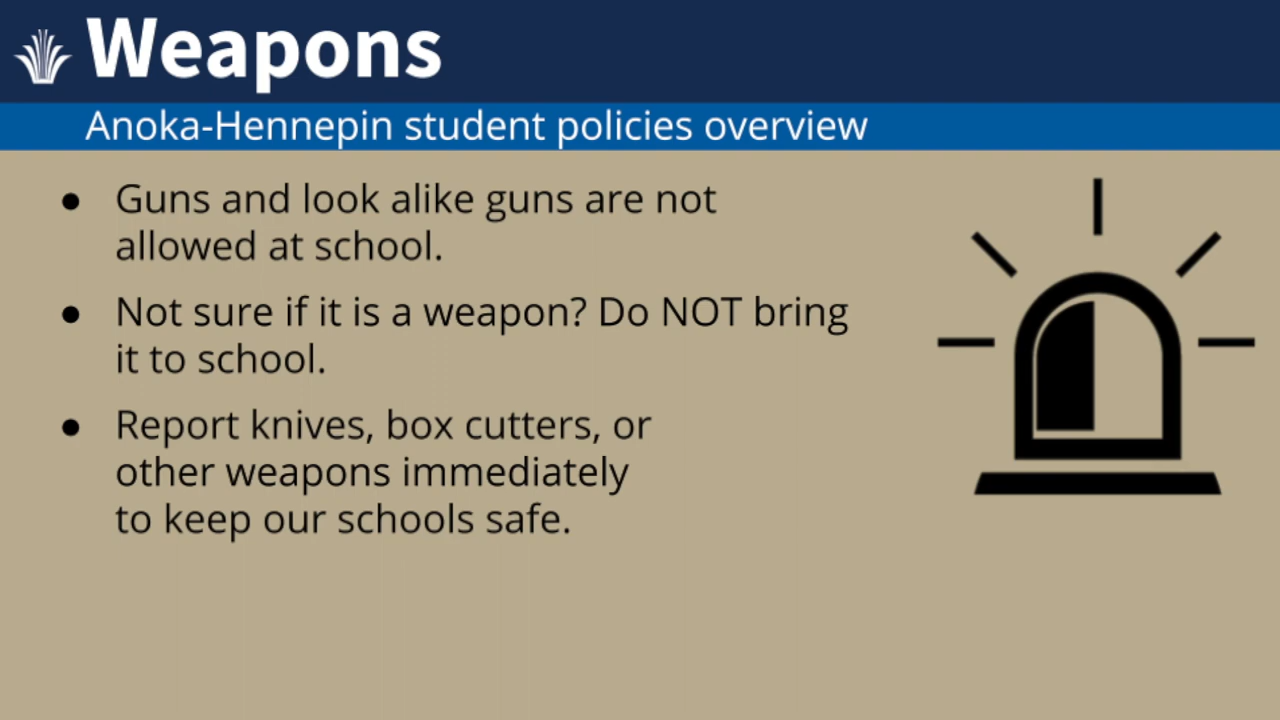 Weapons
Anoka-Hennepin student policies overview
● Guns and look alike guns are not
allowed at school.
● Not sure if it is a weapon? Do NOT bring
it to school.
● Report knives, box cutters, or
other weapons immediately
to keep our schools safe.